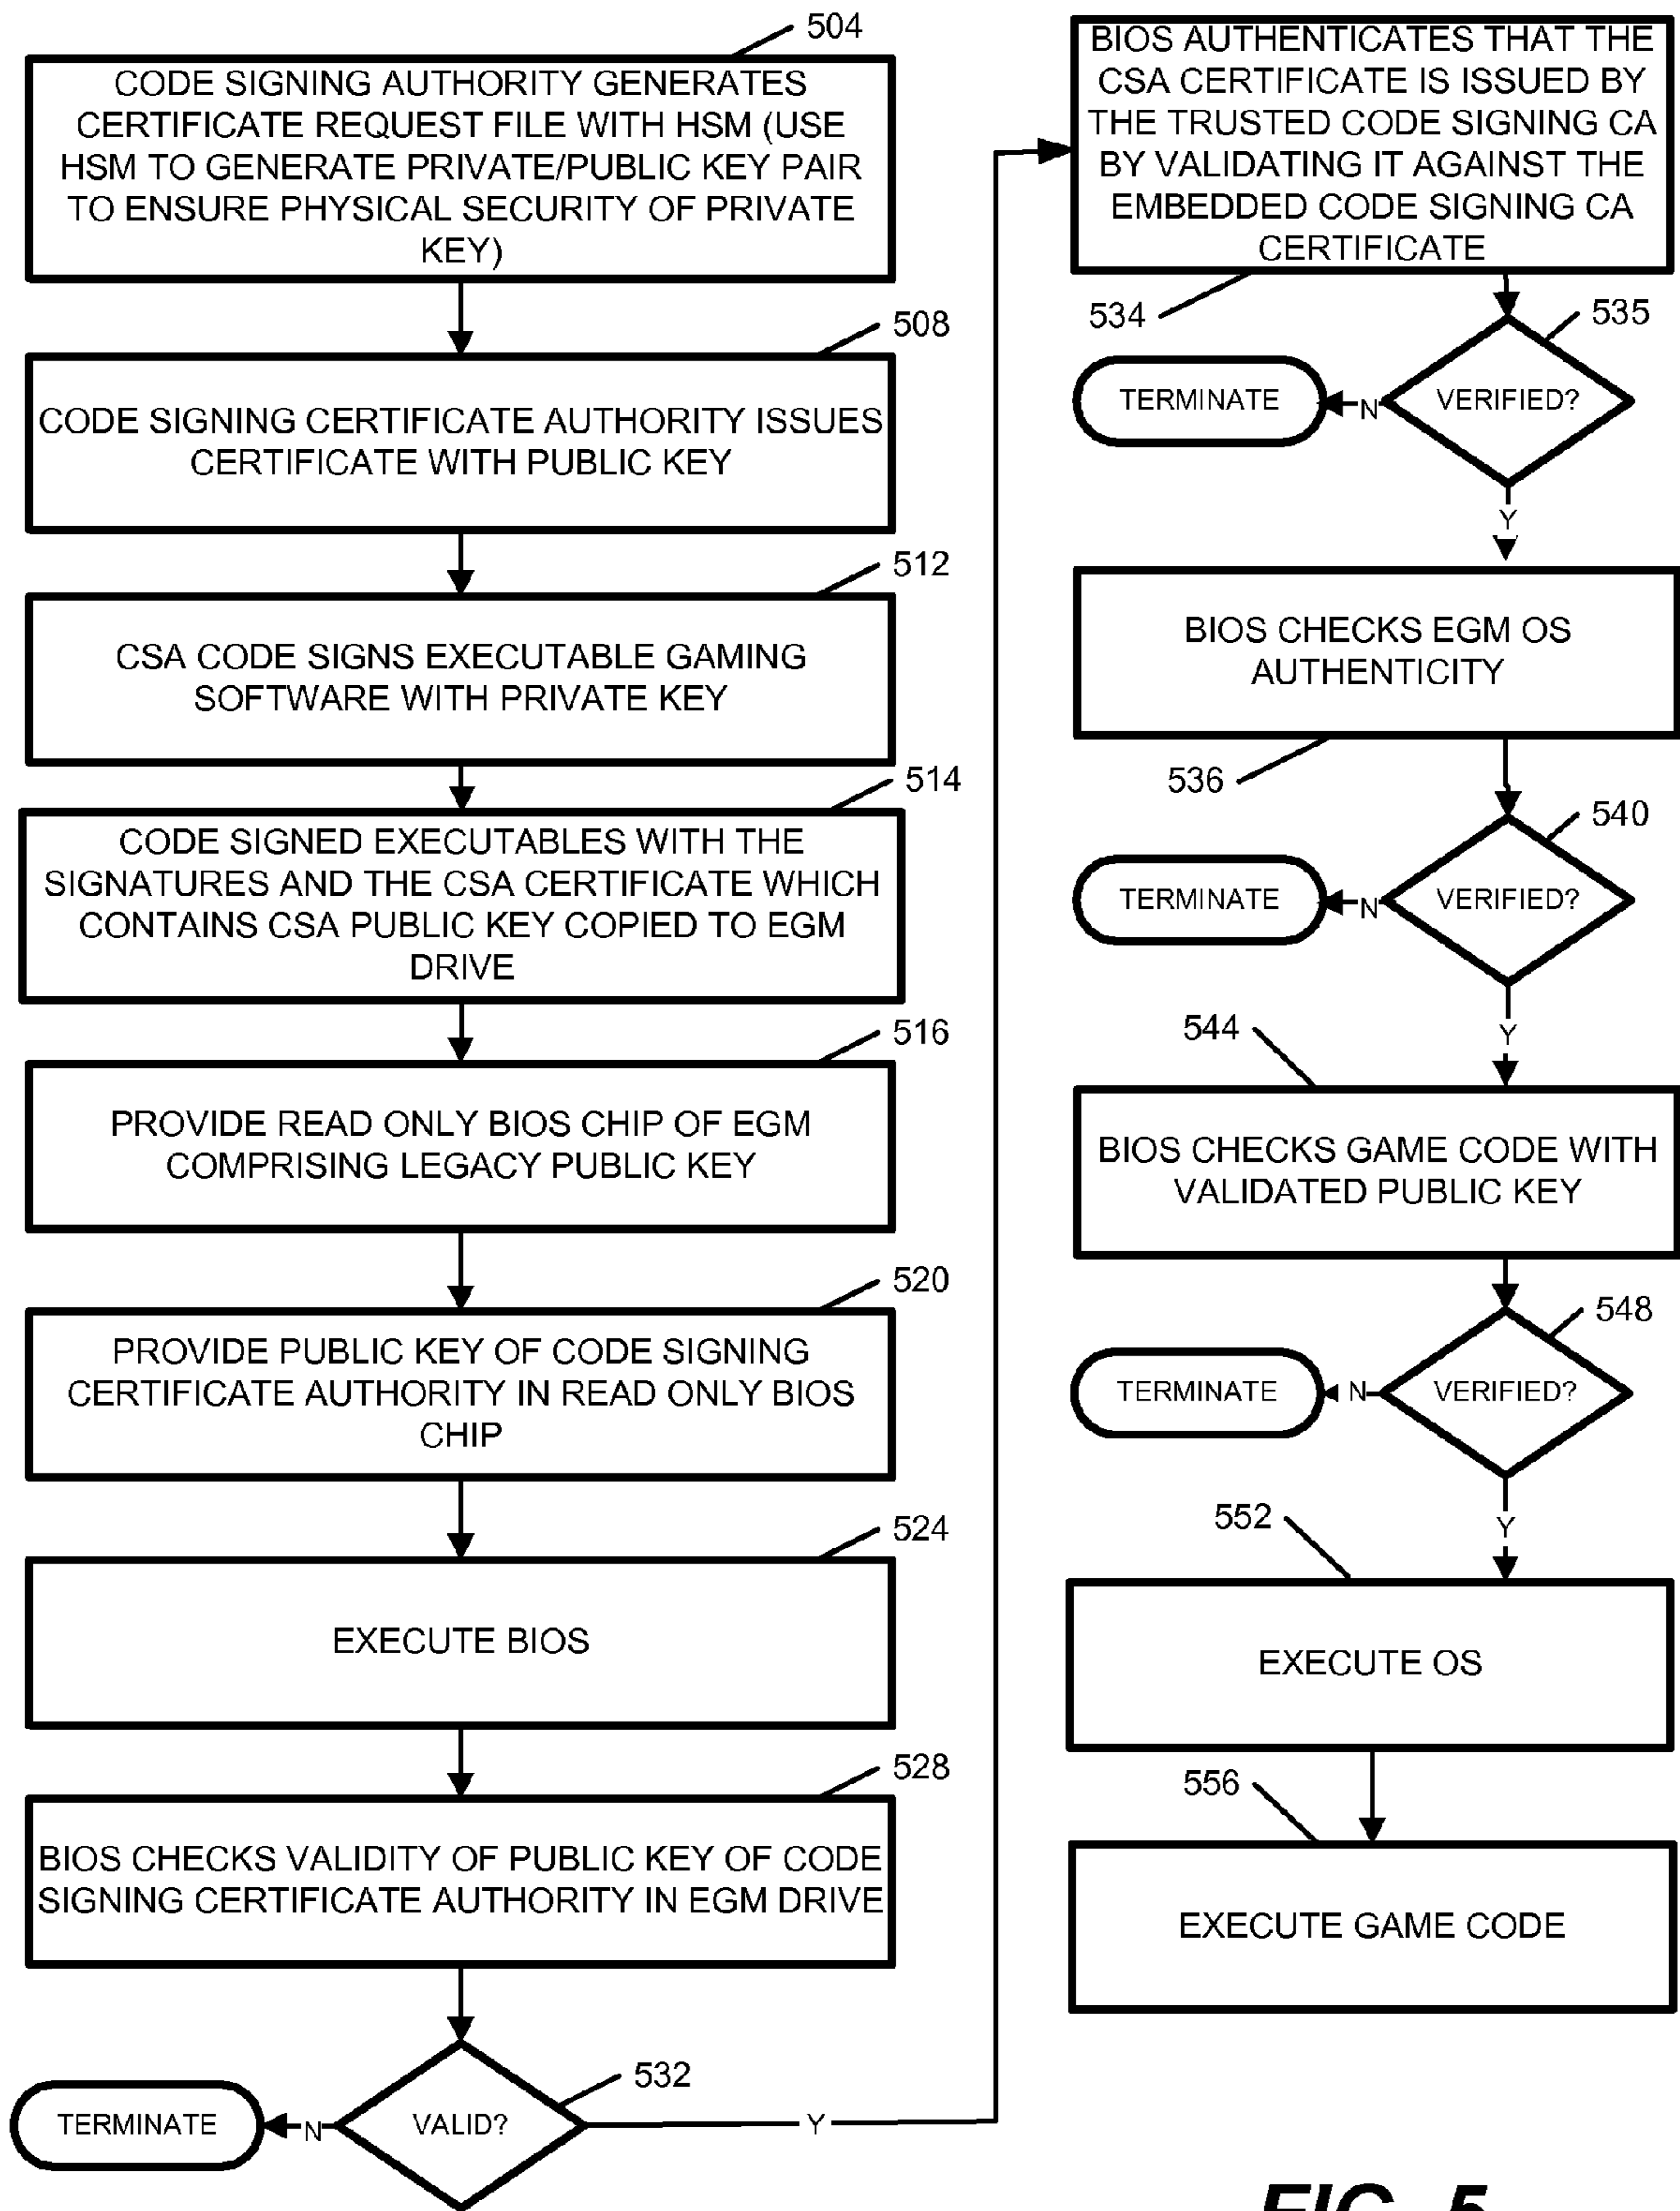 504
CODE SIGNING AUTHORITY GENERATES
CERTIFICATE REQUEST FILE WITH HSM (USE
HSM TO GENERATE PRIVATE/PUBLIC KEY PAIR
TO ENSURE PHYSICAL SECURITY OF PRIVATE
KEY)
508
CODE SIGNING CERTIFICATE AUTHORITY ISSUES
CERTIFICATE WITH PUBLIC KEY
512
CSA CODE SIGNS EXECUTABLE GAMING
SOFTWARE WITH PRIVATE KEY
514
CODE SIGNED EXECUTABLES WITH THE
SIGNATURES AND THE CSA CERTIFICATE WHICH
CONTAINS CSA PUBLIC KEY COPIED TO EGM
DRIVE
516
PROVIDE READ ONLY BIOS CHIP OF EGM
COMPRISING LEGACY PUBLIC KEY
520
PROVIDE PUBLIC KEY OF CODE SIGNING
CERTIFICATE AUTHORITY IN READ ONLY BIOS
CHIP
524
EXECUTE BIOS
528
BIOS CHECKS VALIDITY OF PUBLIC KEY OF CODE
SIGNING CERTIFICATE AUTHORITY IN EGM DRIVE
532
TERMINATE
N
VALID?
Y
BIOS AUTHENTICATES THAT THE
CSA CERTIFICATE IS ISSUED BY
THE TRUSTED CODE SIGNING CA
BY VALIDATING IT AGAINST THE
EMBEDDED CODE SIGNING CA
CERTIFICATE
534
535
TERMINATE
N
VERIFIED?
Y
BIOS CHECKS EGM OS
AUTHENTICITY
536
540
TERMINATE
N
VERIFIED?
Y
544
BIOS CHECKS GAME CODE WITH
VALIDATED PUBLIC KEY
548
TERMINATE
N
VERIFIED?
Y
552
EXECUTE OS
556
EXECUTE GAME CODE
FIG. 5